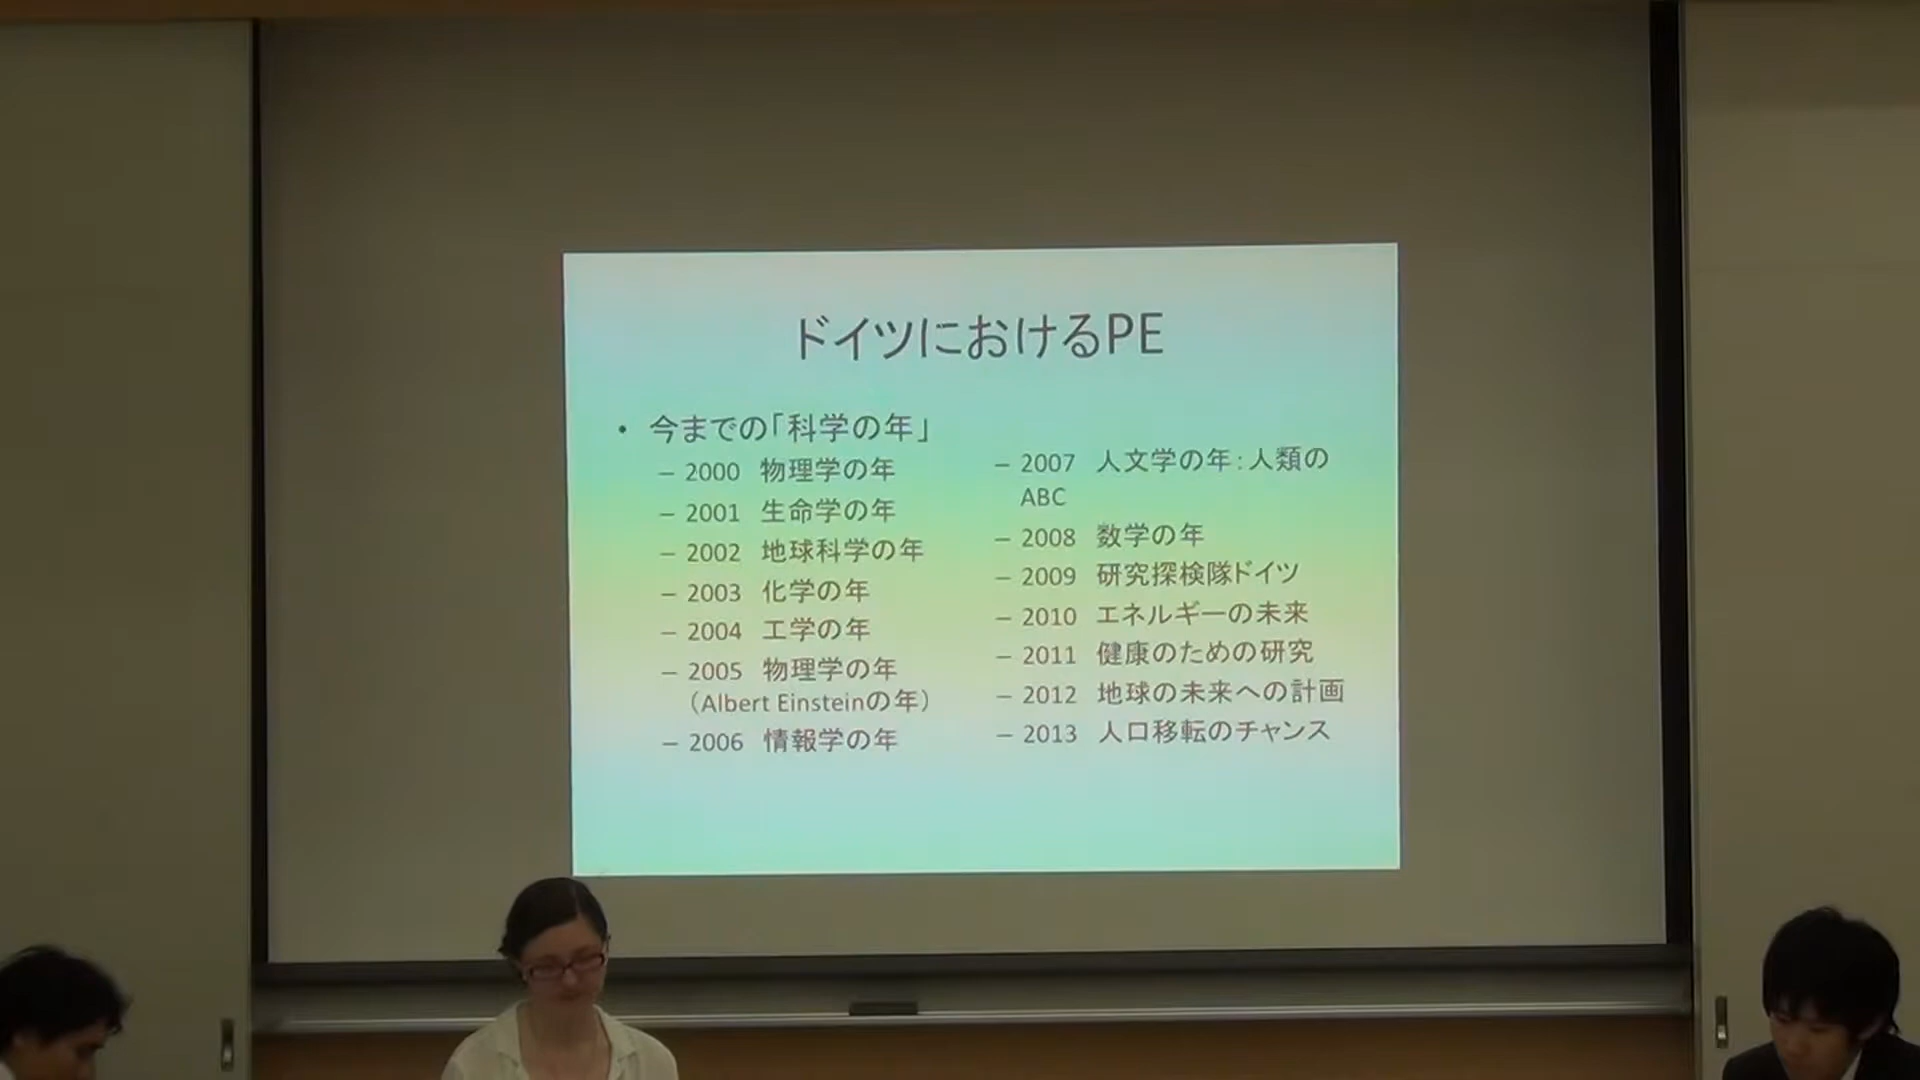 ドイツにおけるPE
• 今までの「科学の年」
– 2000 物理学の年
– 2001 生命学の年
– 2002 地球科学の年
– 2003 化学の年
– 2004 工学の年
– 2005 物理学の年
(Albert Einsteinの年)
– 2006 情報学の年
– 2007 人文学の年:人類の
ABC
– 2008 数学の年
– 2009 研究探検隊ドイツ
– 2010 エネルギーの未来
– 2011 健康のための研究
– 2012 地球の未来への計画
– 2013 人口移転のチャンス